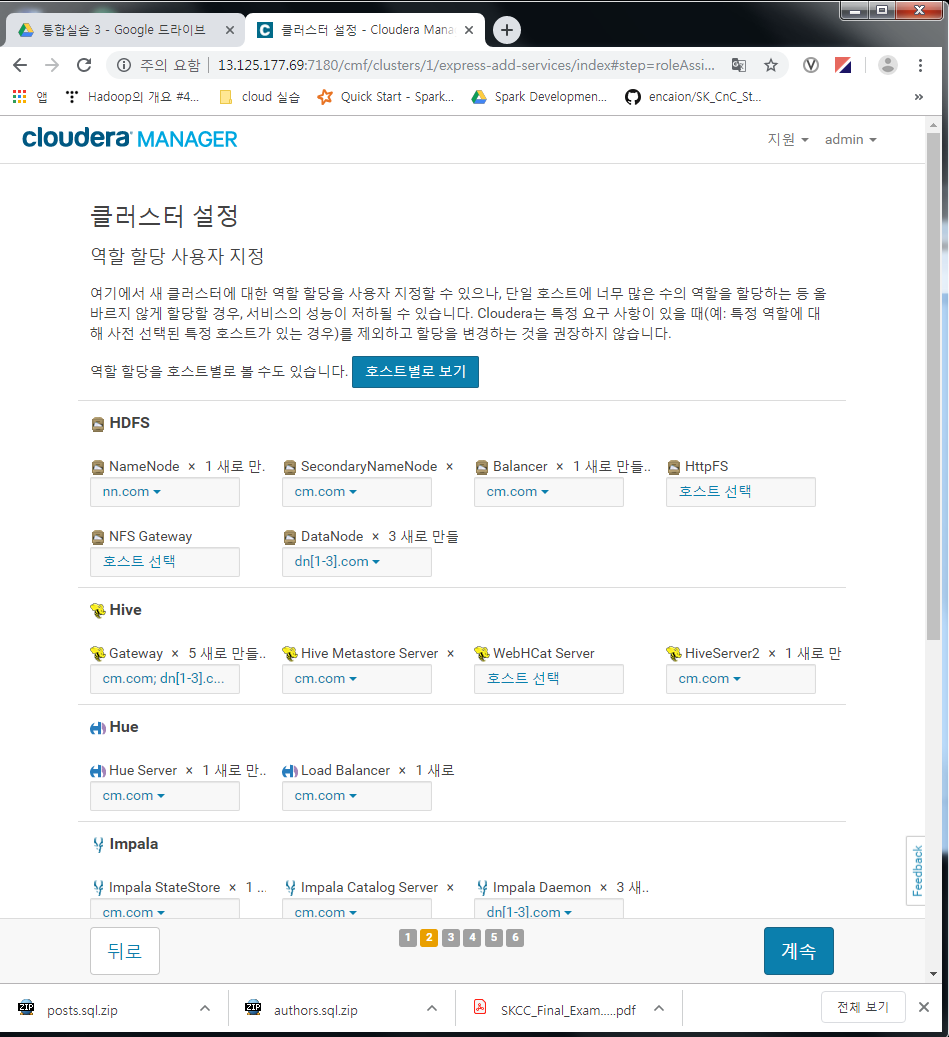 통합실습 3 - Google 드라이브
클러스터 설정 - Cloudera Mana
주의 요함 | 13.125.177.69:7180/cmf/clusters/1/express-add-services/index#step=roleAssi...
앱 Hadoop의 개요 #4... cloud 실습 Quick Start - Spark... Spark Developmen... encaion/SK_CnC_St... »
cloudera MANAGER 지원 admin
클러스터 설정
역할 할당 사용자 지정
여기에서 새 클러스터에 대한 역할 할당을 사용자 지정할 수 있으나, 단일 호스트에 너무 많은 수의 역할을 할당하는 등 올
바르지 않게 할당할 경우, 서비스의 성능이 저하될 수 있습니다. Cloudera는 특정 요구 사항이 있을 때(예: 특정 역할에 대
해 사전 선택된 특정 호스트가 있는 경우)를 제외하고 할당을 변경하는 것을 권장하지 않습니다.
역할 할당을 호스트별로 볼 수도 있습니다. 호스트별로 보기
HDFS
NameNode × 1 새로 만. SecondaryNameNode × Balancer × 1 새로 만들.. HttpFS
nn.com cm.com cm.com 호스트 선택
NFS Gateway DataNode × 3 새로 만들
호스트 선택 dn[1-3].com
Hive
Gateway × 5 새로 만들.. Hive Metastore Server × WebHCat Server HiveServer2 × 1 새로 만
cm.com; dn[1-3].c... cm.com 호스트 선택 cm.com
Hue
Hue Server × 1 새로 만.. Load Balancer × 1 새로
cm.com cm.com
Impala
Impala StateStore × 1 ... Impala Catalog Server × Impala Daemon × 3 새..
cm.com cm.com dn[1-3].com
Feedback
뒤로 1 2 3 4 5 6 계속
posts.sql.zip authors.sql.zip SKCC_Final_Exam.....pdf 전체 보기